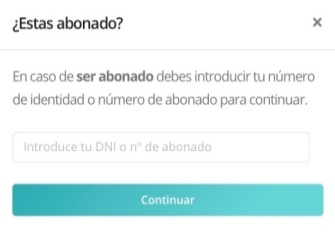 ¿Estas abonado?
×
En caso de ser abonado debes introducir tu número
de identidad o número de abonado para continuar.
Introduce tu DNI o nº de abonado
Continuar